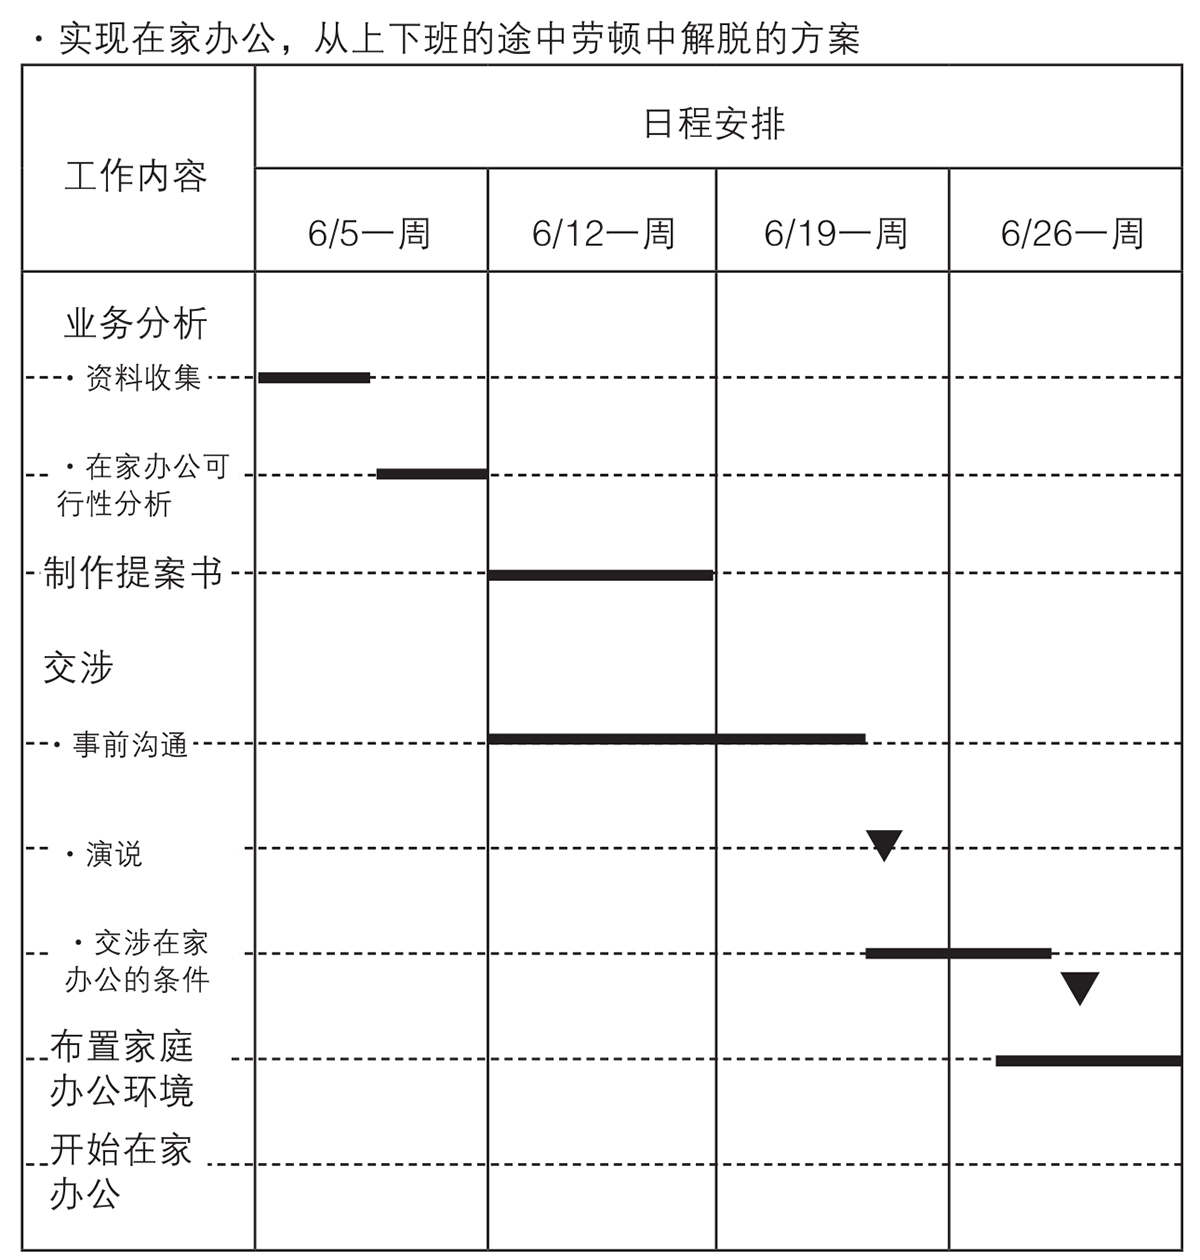 ·实现在家办公，从上下班的途中劳顿中解脱的方案
工作内容
日程安排
6/5一周
6/12一周
6/19一周
6/26一周
业务分析
·资料收集
·在家办公可
行性分析
制作提案书
交涉
·事前沟通
·演说
·交涉在家
办公的条件
布置家庭
办公环境
开始在家
办公